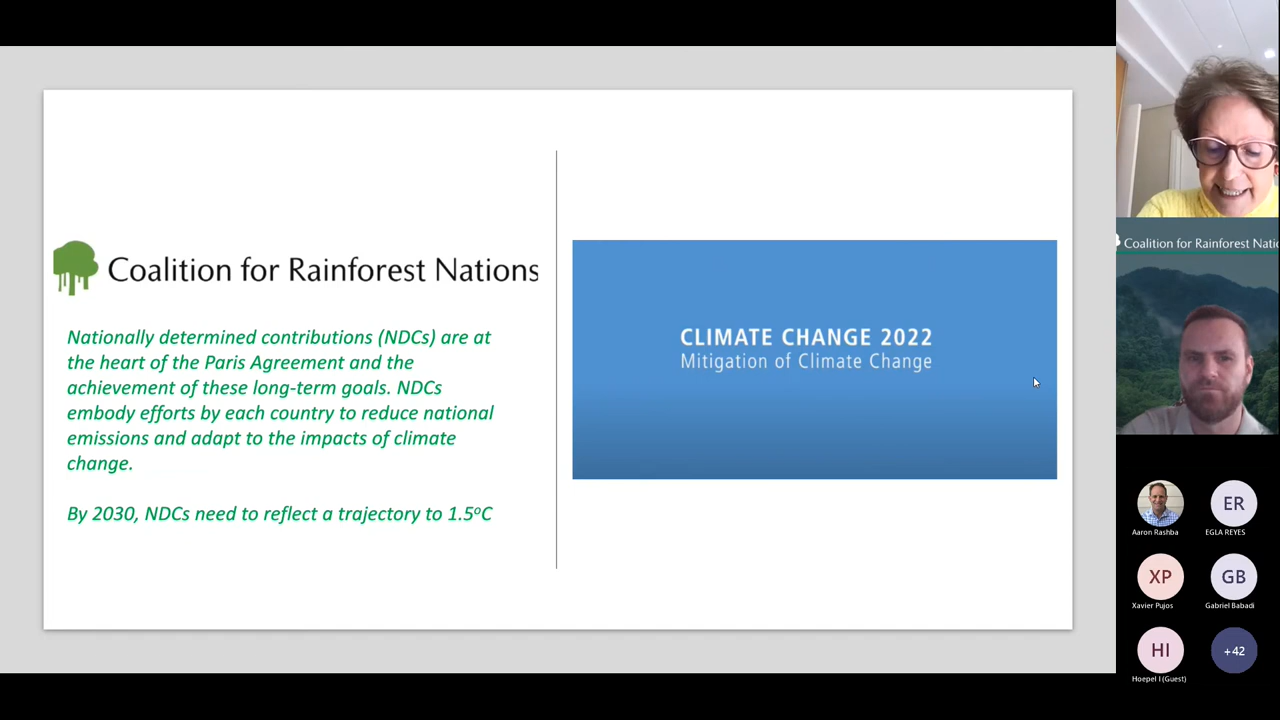 Coalition for Rainforest Nations
Nationally determined contributions (NDCs) are at
the heart of the Paris Agreement and the
achievement of these long-term goals. NDCs
embody efforts by each country to reduce national
emissions and adapt to the impacts of climate
change.
By 2030, NDCs need to reflect a trajectory to 1.5ºC
CLIMATE CHANGE 2022
Mitigation of Climate Change
Coalition for Rainforest Natio
Aaron Rashba
ER
EGLA REYES
XP
Xavier Pujos
GB
Gabriel Babadi
HI
Hoepel I (Guest)
+42